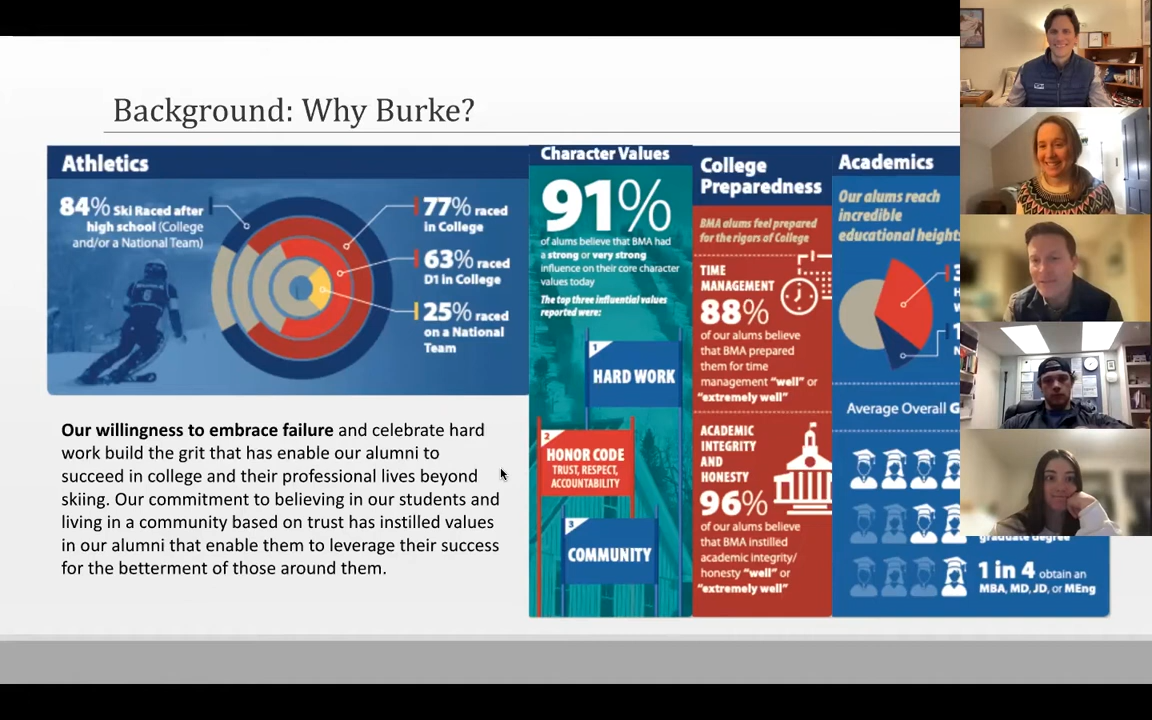 Background: Why Burke?
Athletics
84% Ski Raced after
high school (College
and/or a National Team)
77% raced
in College
63% raced
D1 in College
25% raced
on a National
Team
6
Our willingness to embrace failure and celebrate hard
work build the grit that has enable our alumni to
succeed in college and their professional lives beyond
skiing. Our commitment to believing in our students and
living in a community based on trust has instilled values
in our alumni that enable them to leverage their success
for the betterment of those around them.
Character Values
91%
of alums believe that BMA had
a strong or very strong
influence on their core character
values today
The top three influential values
reported were:
1
HARD WORK
2
HONOR CODE
TRUST, RESPECT,
ACCOUNTABILITY
3
COMMUNITY
College
Preparedness
BMA alums feel prepared
for the rigors of College
TIME
MANAGEMENT
88%
of our alums believe
that BMA prepared
them for time
management "well" or
"extremely well"
ACADEMIC
INTEGRITY
AND
HONESTY
96%
of our alums believe
that BMA instilled
academic integrity/
honesty "well" or
"extremely well"
Academics
Our alums reach
incredible
educational heights
Average Overall G
graduate degree
1 in 4 obtain an
MBA, MD, JD, or MEng